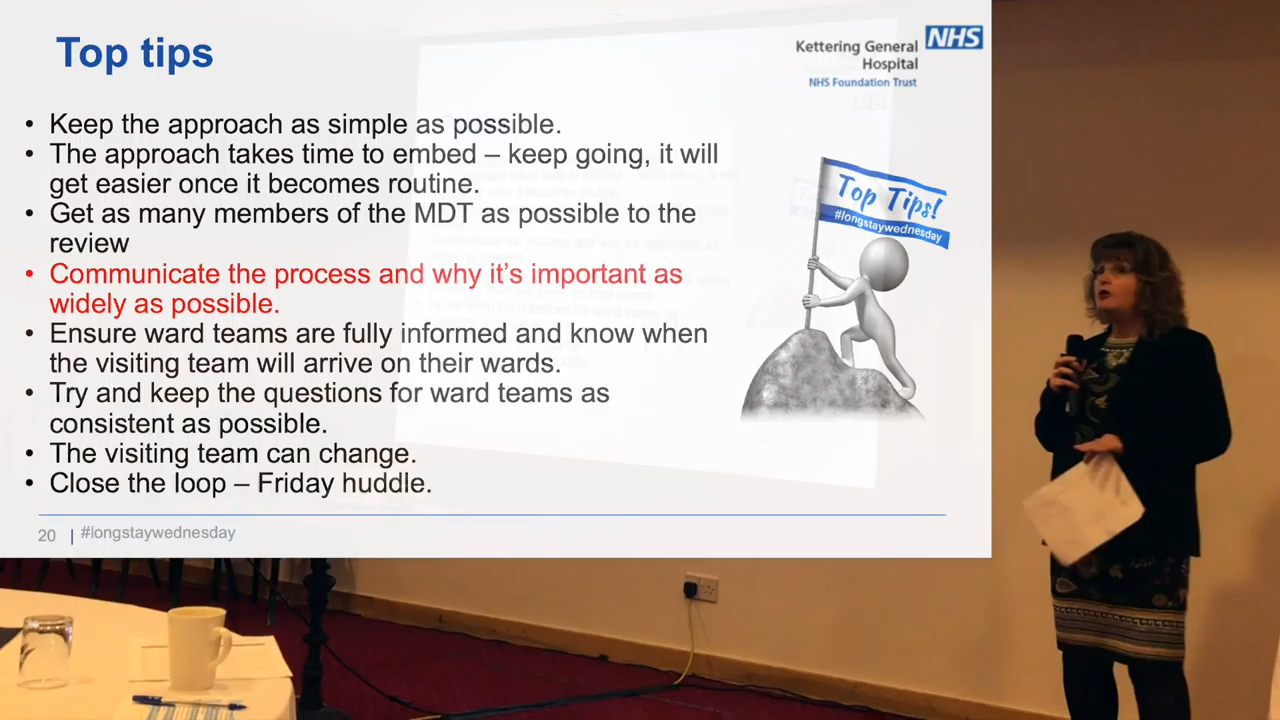 Top tips
Kettering General
Hospital
NHS
NHS Foundation Trust
• Keep the approach as simple as possible.
• The approach takes time to embed – keep going, it will
get easier once it becomes routine.
• Get as many members of the MDT as possible to the
review
• Communicate the process and why it's important as
widely as possible.
• Ensure ward teams are fully informed and know when
the visiting team will arrive on their wards.
• Try and keep the questions for ward teams as
consistent as possible.
• The visiting team can change.
• Close the loop – Friday huddle.
Top Tips!
#longstaywednesday
20 | #longstaywednesday